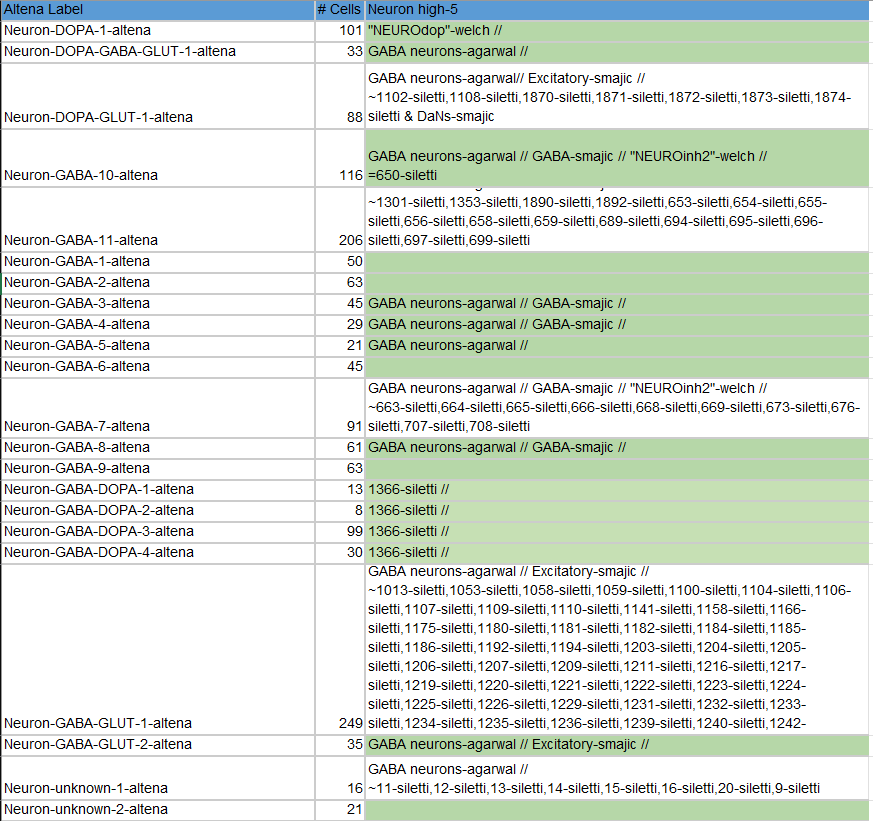 Altena Label # Cells Neuron high-5
Neuron-DOPA-1-altena 101 "NEUROdop"-welch //
Neuron-DOPA-GABA-GLUT-1-altena 33 GABA neurons-agarwal //
GABA neurons-agarwal// Excitatory-smajic //
~1102-siletti,1108-siletti,1870-siletti,1871-siletti,1872-siletti,1873-siletti,1874-
Neuron-DOPA-GLUT-1-altena 88 siletti & DaNs-smajic
GABA neurons-agarwal // GABA-smajic // "NEUROinh2"-welch //
Neuron-GABA-10-altena 116 =650-siletti
~1301-siletti,1353-siletti,1890-siletti,1892-siletti,653-siletti,654-siletti,655-
siletti,656-siletti,658-siletti,659-siletti,689-siletti,694-siletti,695-siletti,696-
Neuron-GABA-11-altena 206 siletti,697-siletti,699-siletti
Neuron-GABA-1-altena 50
Neuron-GABA-2-altena 63
Neuron-GABA-3-altena 45 GABA neurons-agarwal // GABA-smajic //
Neuron-GABA-4-altena 29 GABA neurons-agarwal // GABA-smajic //
Neuron-GABA-5-altena 21 GABA neurons-agarwal //
Neuron-GABA-6-altena 45
GABA neurons-agarwal // GABA-smajic // "NEUROinh2"-welch //
~663-siletti,664-siletti,665-siletti,666-siletti,668-siletti,669-siletti,673-siletti,676-
Neuron-GABA-7-altena 91 siletti,707-siletti,708-siletti
Neuron-GABA-8-altena 61 GABA neurons-agarwal // GABA-smajic //
Neuron-GABA-9-altena 63
Neuron-GABA-DOPA-1-altena 13 1366-siletti //
Neuron-GABA-DOPA-2-altena 8 1366-siletti //
Neuron-GABA-DOPA-3-altena 99 1366-siletti //
Neuron-GABA-DOPA-4-altena 30 1366-siletti //
GABA neurons-agarwal // Excitatory-smajic //
~1013-siletti,1053-siletti,1058-siletti,1059-siletti,1100-siletti,1104-siletti,1106-
siletti,1107-siletti,1109-siletti,1110-siletti,1141-siletti,1158-siletti,1166-
siletti,1175-siletti,1180-siletti,1181-siletti,1182-siletti,1184-siletti,1185-
siletti,1186-siletti,1192-siletti,1194-siletti,1203-siletti,1204-siletti,1205-
siletti,1206-siletti,1207-siletti,1209-siletti,1211-siletti,1216-siletti,1217-
siletti,1219-siletti,1220-siletti,1221-siletti,1222-siletti,1223-siletti,1224-
siletti,1225-siletti,1226-siletti,1229-siletti,1231-siletti,1232-siletti,1233-
Neuron-GABA-GLUT-1-altena 249 siletti,1234-siletti,1235-siletti,1236-siletti,1239-siletti,1240-siletti,1242-
Neuron-GABA-GLUT-2-altena 35 GABA neurons-agarwal // Excitatory-smajic //
GABA neurons-agarwal //
Neuron-unknown-1-altena 16 ~11-siletti,12-siletti,13-siletti,14-siletti,15-siletti,16-siletti,20-siletti,9-siletti
Neuron-unknown-2-altena 21